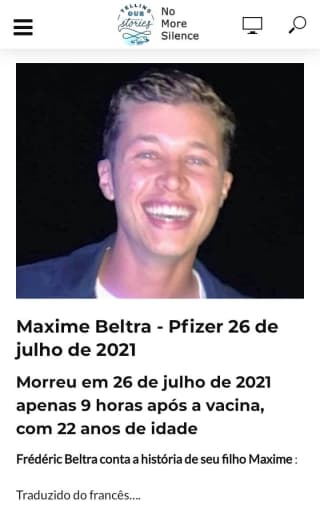 TELLING
OUR
stories
No
More
Silence
Maxime Beltra - Pfizer 26 de
julho de 2021
Morreu em 26 de julho de 2021
apenas 9 horas após a vacina,
com 22 anos de idade
Frédéric Beltra conta a história de seu filho Maxime :
Traduzido do francês....